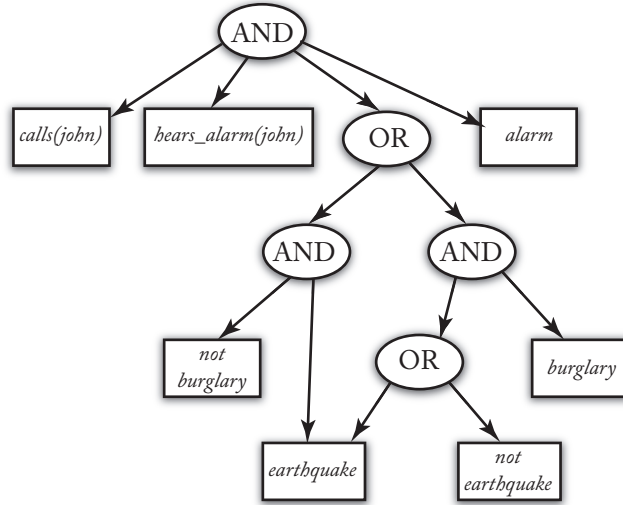 AND
calls(john)
hears_alarm(john)
OR
alarm
AND
AND
not
burglary
OR
burglary
earthquake
not
earthquake